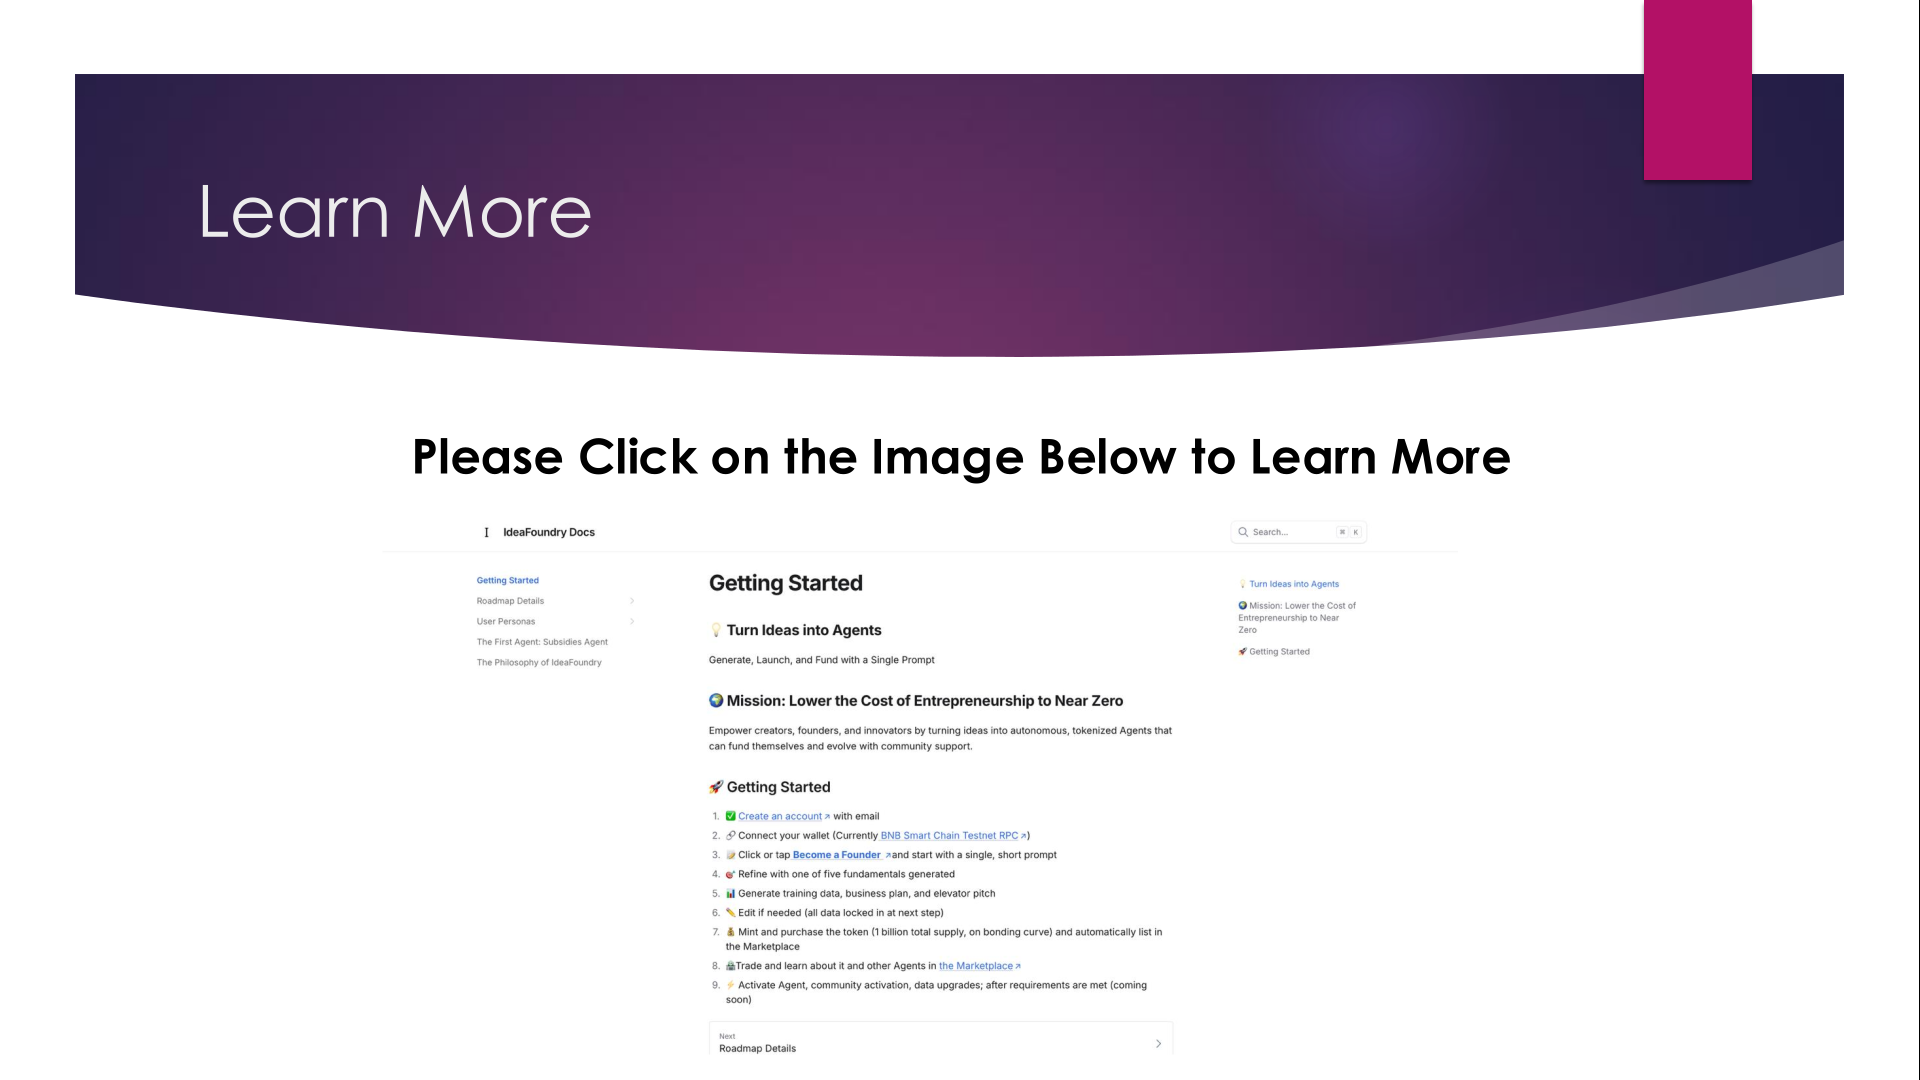 Learn More
Please Click on the Image Below to Learn More
IdeaFoundry Docs
Search...
⌘ K
Getting Started
Roadmap Details
User Personas
The First Agent: Subsidies Agent
The Philosophy of IdeaFoundry
Getting Started
💡 Turn Ideas into Agents
Generate, Launch, and Fund with a Single Prompt
🌍 Mission: Lower the Cost of Entrepreneurship to Near Zero
Empower creators, founders, and innovators by turning ideas into autonomous, tokenized Agents that
can fund themselves and evolve with community support.
🚀 Getting Started
1. ✅ Create an account ↗ with email
2. 🔗 Connect your wallet (Currently BNB Smart Chain Testnet RPC ↗)
3. 📝 Click or tap Become a Founder ↗and start with a single, short prompt
4. 🎯 Refine with one of five fundamentals generated
5. 📊 Generate training data, business plan, and elevator pitch
6. ✏️ Edit if needed (all data locked in at next step)
7. 💰 Mint and purchase the token (1 billion total supply, on bonding curve) and automatically list in
the Marketplace
8. Trade and learn about it and other Agents in the Marketplace ↗
9. ⚡ Activate Agent, community activation, data upgrades; after requirements are met (coming
soon)
Next
Roadmap Details
💡 Turn Ideas into Agents
🌍 Mission: Lower the Cost of
Entrepreneurship to Near
Zero
🚀 Getting Started